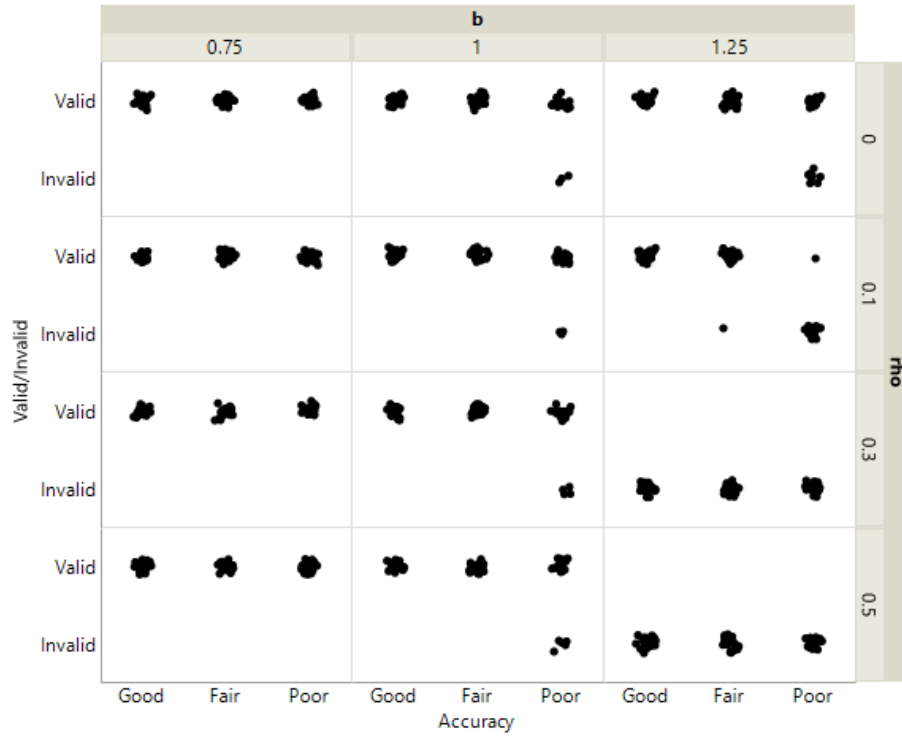 b
0.75 1 1.25
Valid
Invalid
0
Valid
Invalid
0.1
Valid
Invalid
0.3
Valid
Invalid
0.5
Valid/Invalid
rho
Good Fair Poor Good Fair Poor Good Fair Poor
Accuracy